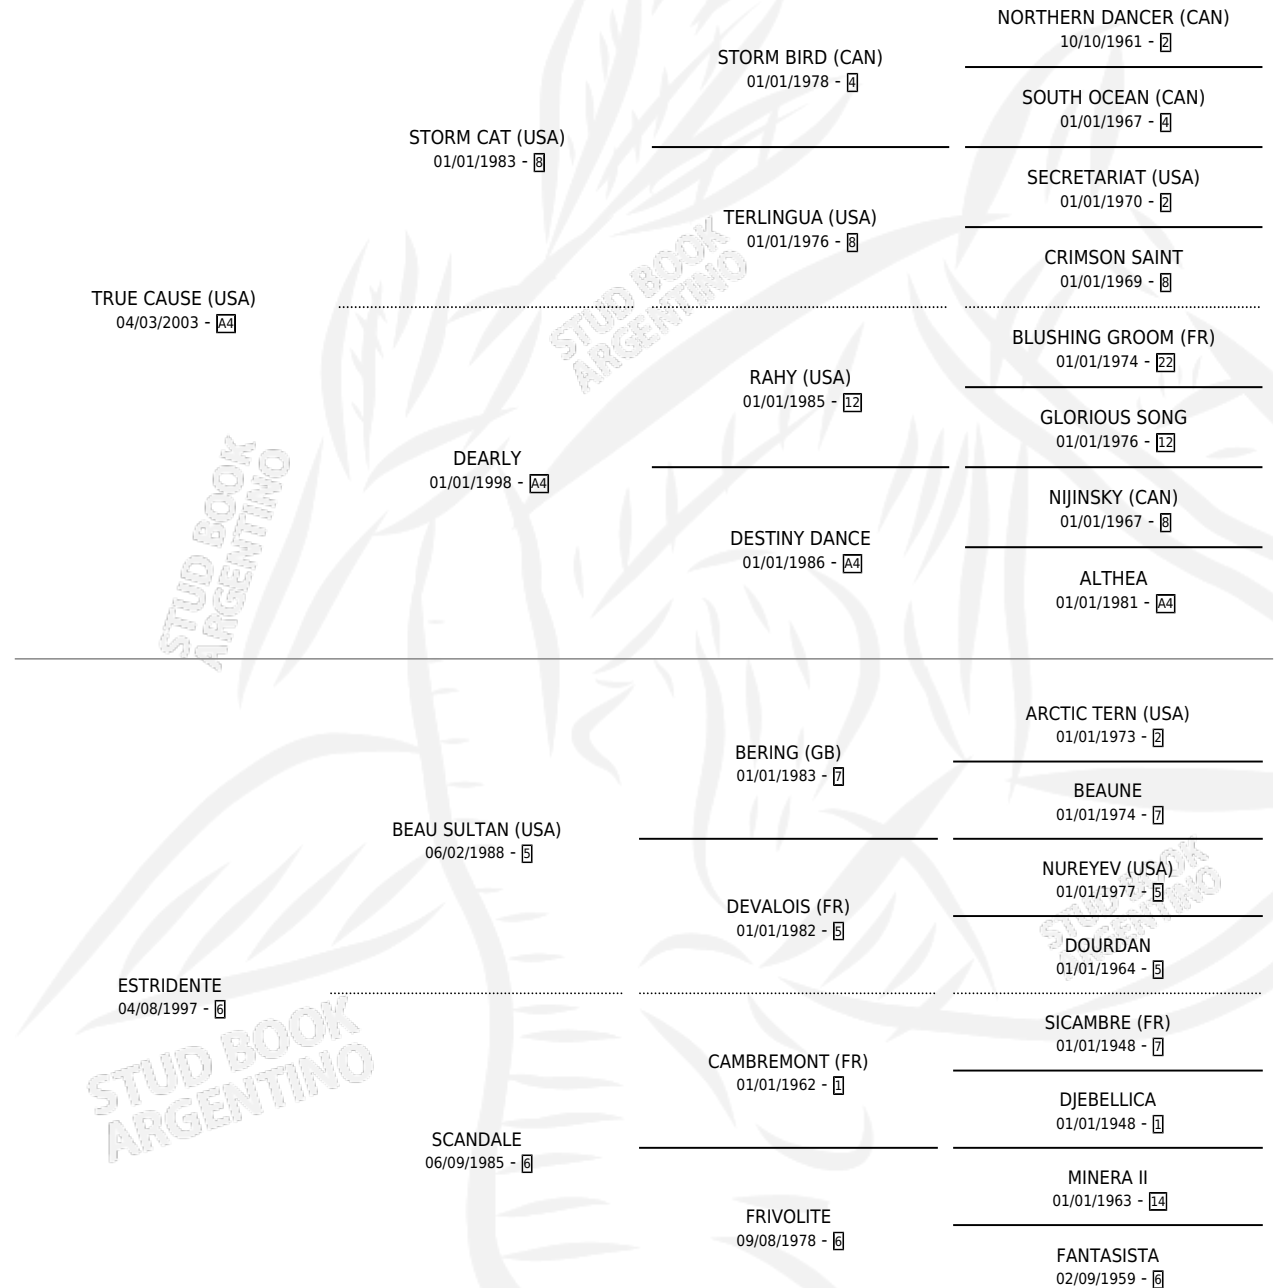 NORTHERN DANCER (CAN)
10/10/1961 - 2
STORM BIRD (CAN)
01/01/1978 - 4
SOUTH OCEAN (CAN)
01/01/1967 - 4
STORM CAT (USA)
01/01/1983 - 8
SECRETARIAT (USA)
01/01/1970 - 2
TERLINGUA (USA)
01/01/1976 - 8
CRIMSON SAINT
01/01/1969 - 8
TRUE CAUSE (USA)
04/03/2003 - A4
STUD BOOK
ARGENTINO
BLUSHING GROOM (FR)
01/01/1974 - 22
RAHY (USA)
01/01/1985 - 12
GLORIOUS SONG
01/01/1976 - 12
DEARLY
01/01/1998 - A4
NIJINSKY (CAN)
01/01/1967 - 8
DESTINY DANCE
01/01/1986 - A4
ALTHEA
01/01/1981 - A4
STUD BOOK
ARGENTINO
ARCTIC TERN (USA)
01/01/1973 - 2
BERING (GB)
01/01/1983 - 7
BEAUNE
01/01/1974 - 7
BEAU SULTAN (USA)
06/02/1988 - 5
NUREYEV (USA)
01/01/1977 - 5
DEVALOIS (FR)
01/01/1982 - 5
STUD BOOK
ARGENTINO
DOURDAN
01/01/1964 - 5
ESTRIDENTE
04/08/1997 - 6
SICAMBRE (FR)
01/01/1948 - 7
CAMBREMONT (FR)
01/01/1962 - 1
STUD BOOK
ARGENTINO
DJEBELLICA
01/01/1948 - 1
SCANDALE
06/09/1985 - 6
MINERA II
01/01/1963 - 14
FRIVOLITE
09/08/1978 - 6
FANTASISTA
02/09/1959 - 6